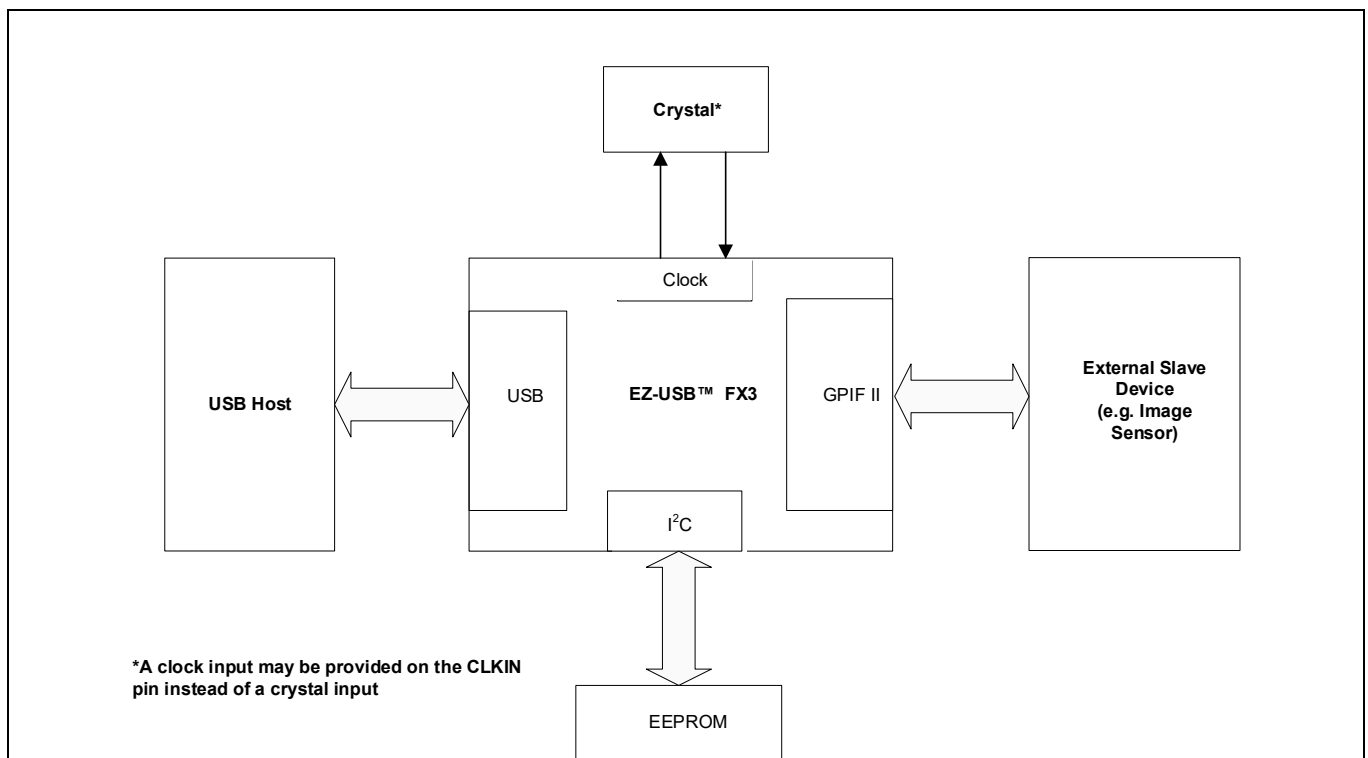 Crystal*
Clock
USB Host
USB
EZ-USB™ FX3
GPIF II
External Slave
Device
(e.g. Image
Sensor)
I²C
*A clock input may be provided on the CLKIN
pin instead of a crystal input
EEPROM